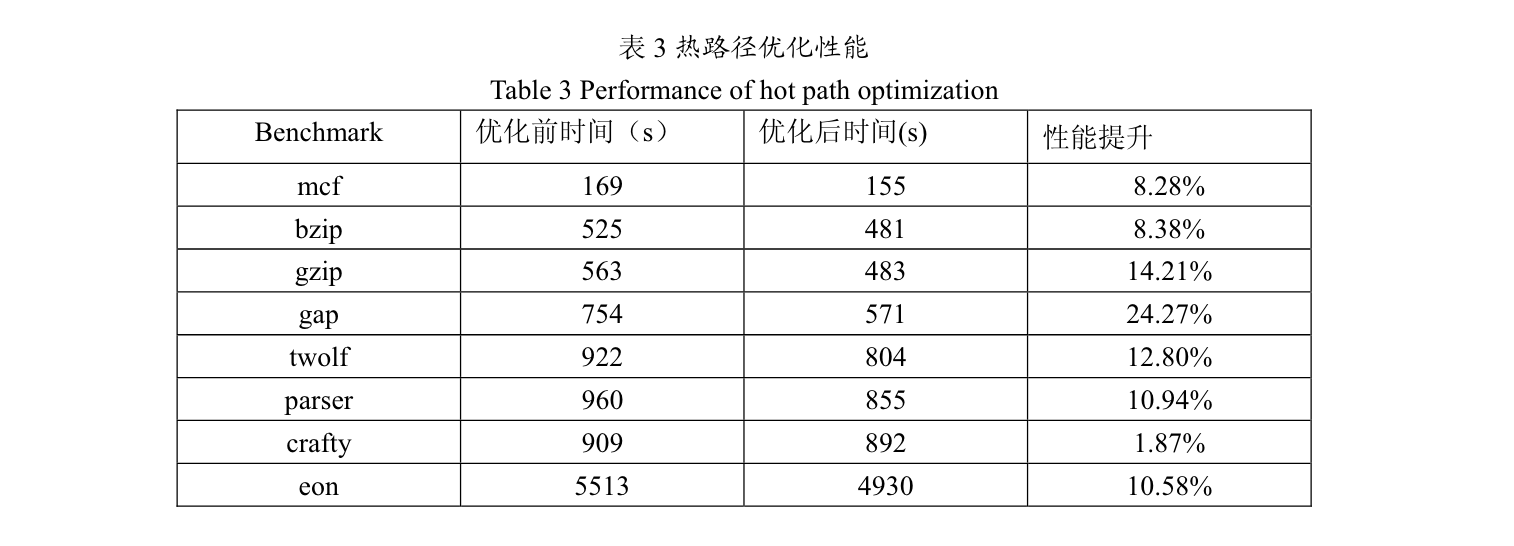 表 3 热路径优化性能
Table 3 Performance of hot path optimization
Benchmark 优化前时间（s） 优化后时间(s) 性能提升
mcf 169 155 8.28%
bzip 525 481 8.38%
gzip 563 483 14.21%
gap 754 571 24.27%
twolf 922 804 12.80%
parser 960 855 10.94%
crafty 909 892 1.87%
eon 5513 4930 10.58%